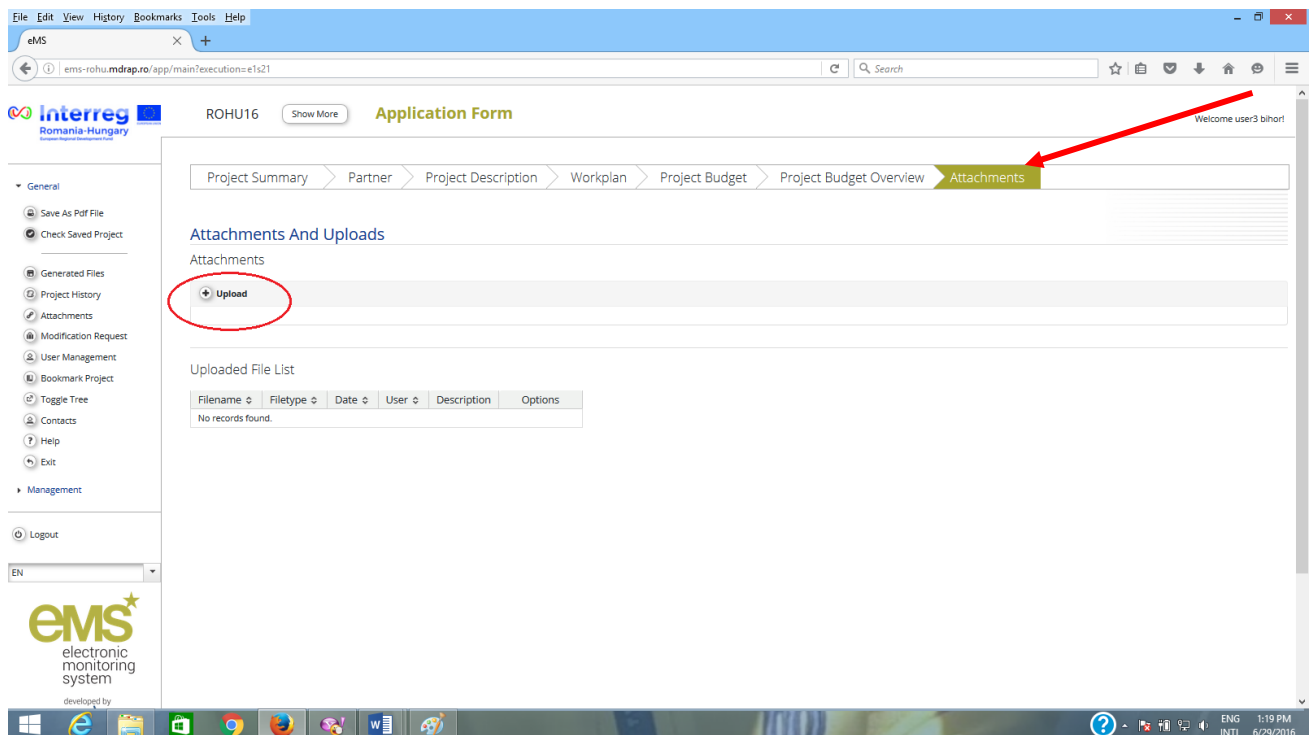 File Edit View History Bookmarks Tools Help
eMS
ems-rohu.mdrap.ro/app/main?execution=e1s21
Search
Interreg
Romania-Hungary
European Regional Development Fund
ROHU16
Show More
Application Form
Welcome user3 bihor!
Project Summary
Partner
Project Description
Workplan
Project Budget
Project Budget Overview
Attachments
General
Save As Pdf File
Check Saved Project
Generated Files
Project History
Attachments
Modification Request
User Management
Bookmark Project
Toggle Tree
Contacts
Help
Exit
Management
Logout
EN
eMS
electronic
monitoring
system
developed by
Attachments And Uploads
Attachments
Upload
Uploaded File List
Filename Filetype Date User Description Options
No records found.
ENG 1:19 PM
INTL 6/29/2016